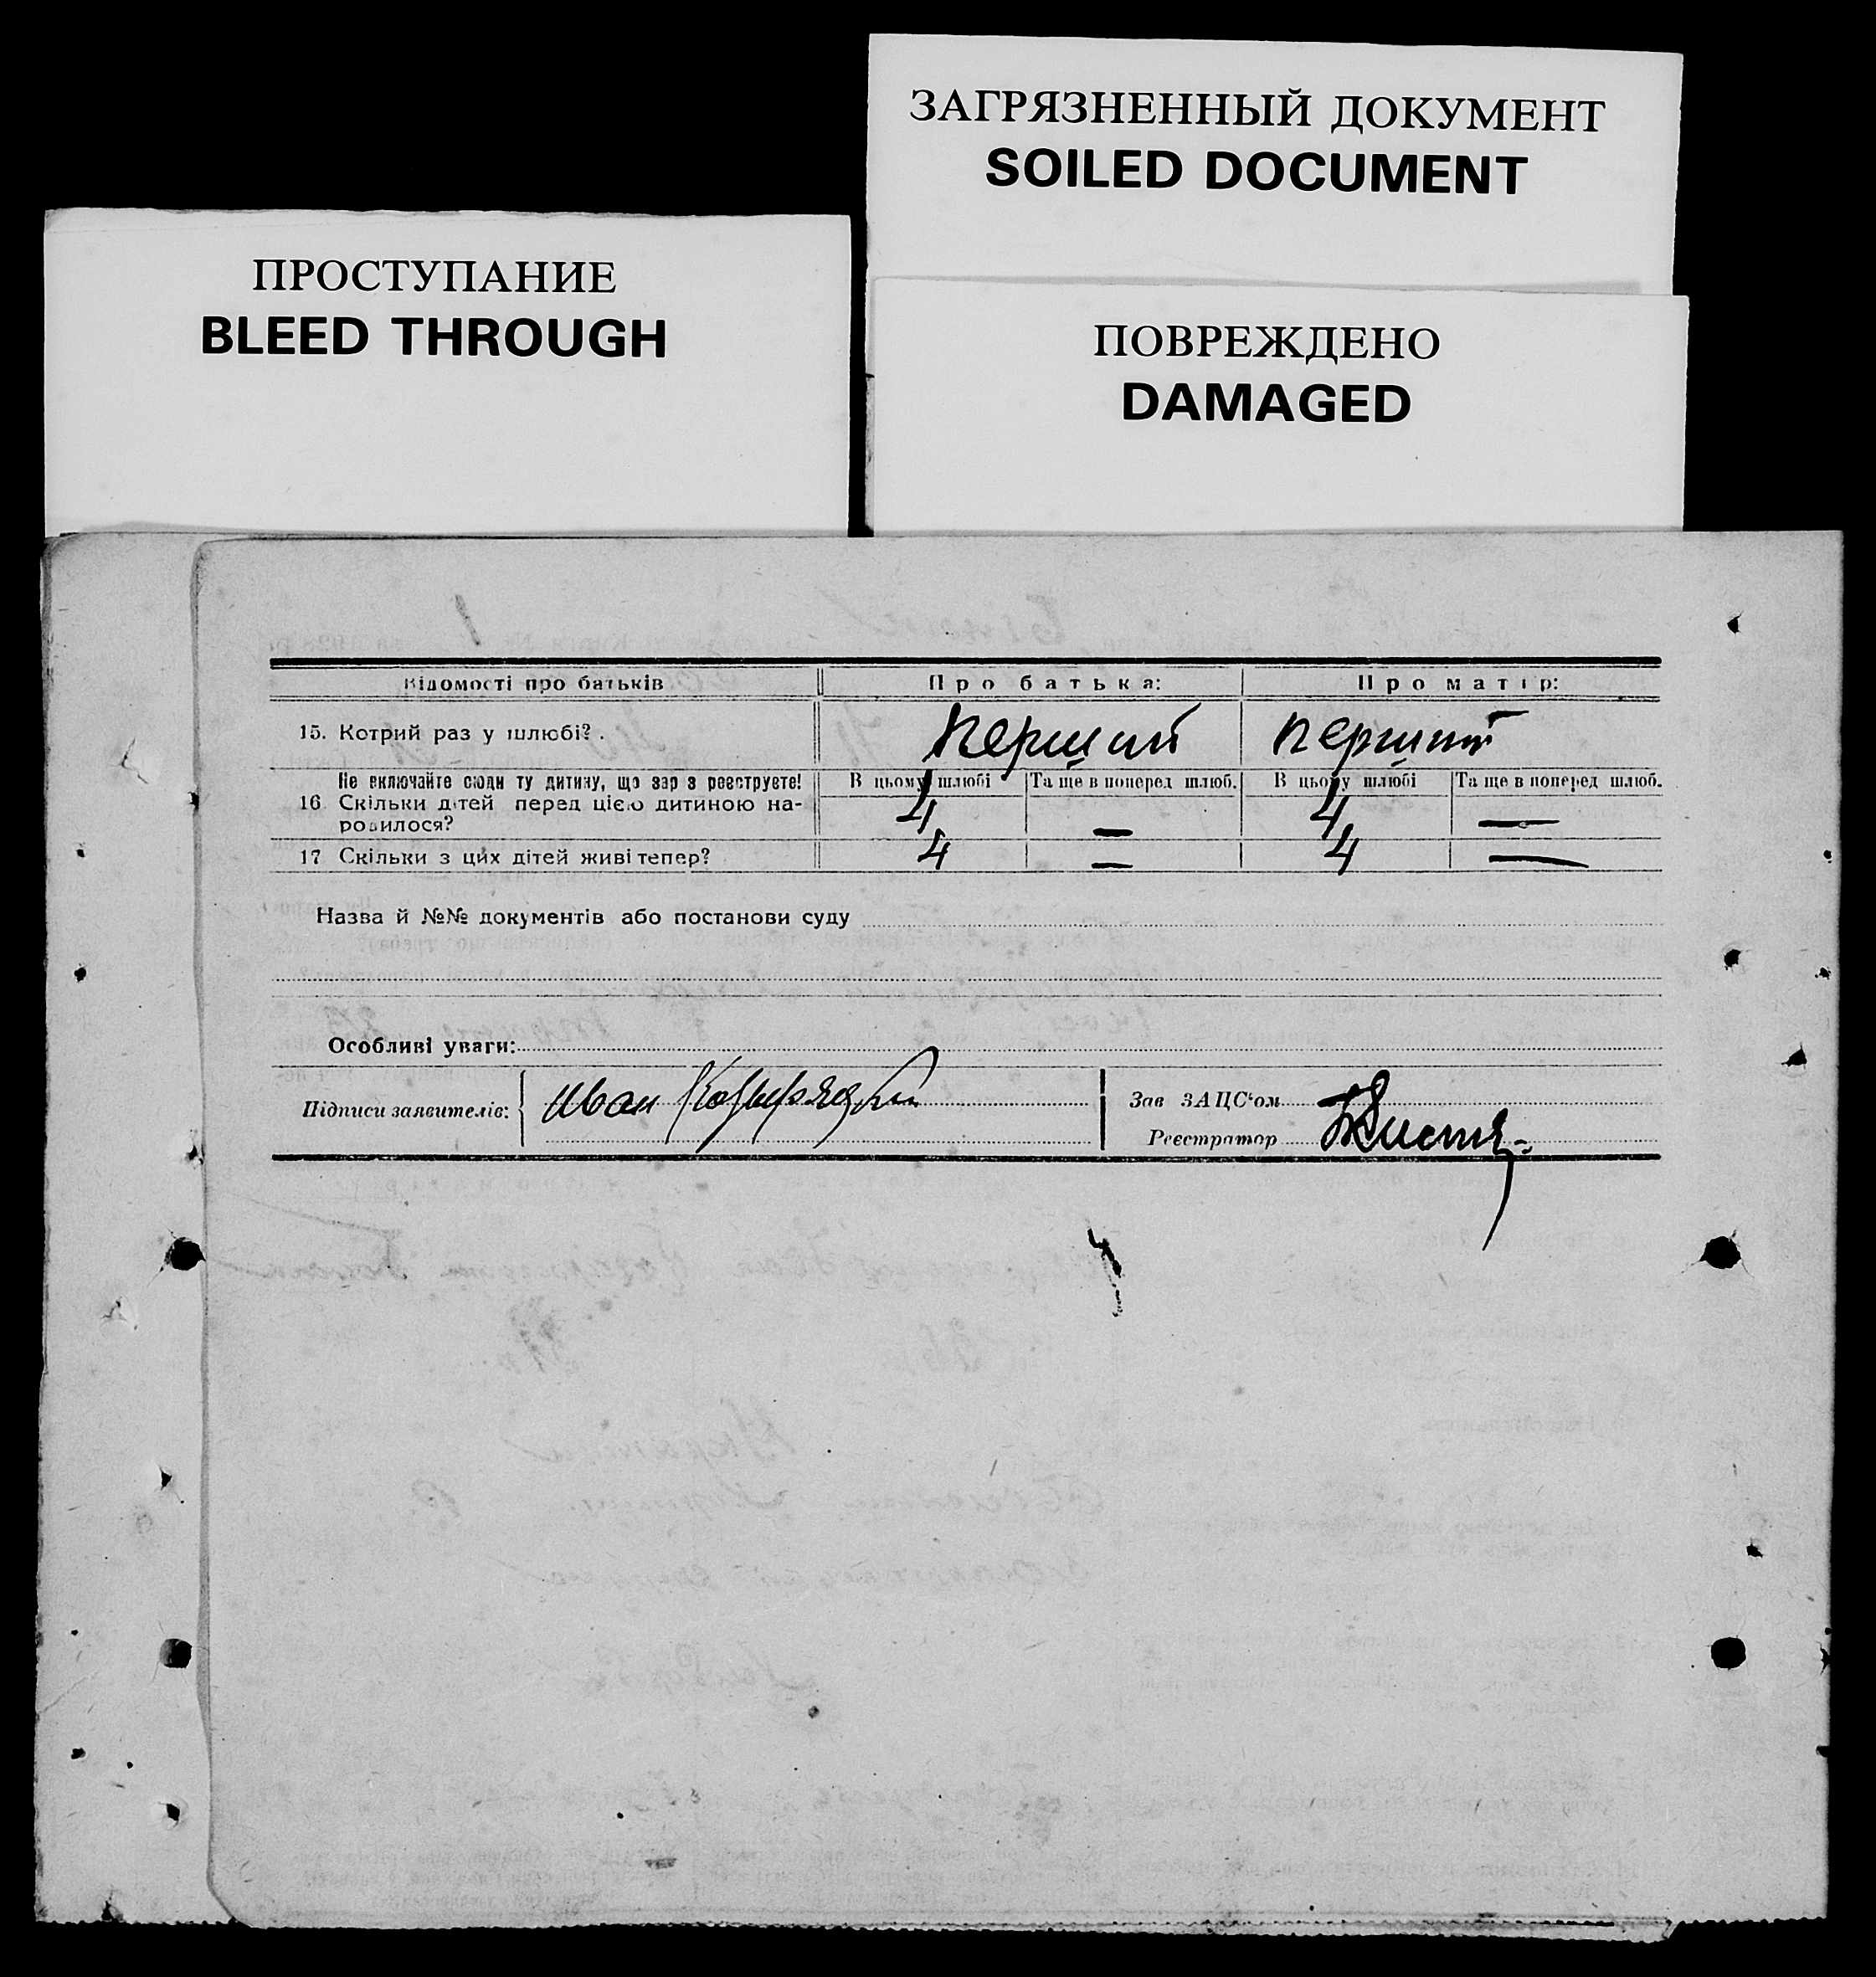 ЗАГРЯЗНЕННЫЙ ДОКУМЕНТ
SOILED DOCUMENT
ПРОСТУПАНИЕ
BLEED THROUGH
ПОВРЕЖДЕНО
DAMAGED
Відомості про батьків
Про батька:
Про матір:
15. Котрий раз у шлюбі?.
Перший
Перший
Не включайте сюди ту дитину, що зараз реєструєте!
В цьому шлюбі
Та ще в поперед шлюб.
В цьому шлюбі
Та ще в поперед шлюб.
16 Скільки дітей перед цією дитиною на-
родилося?
4
—
4
—
17 Скільки з цих дітей живі тепер?
4
—
4
—
Назва й №№ документів або постанови суду
Особливі уваги:
Підписи заявителів:
Иван
Зав ЗАЦС'ом
Реєстратор